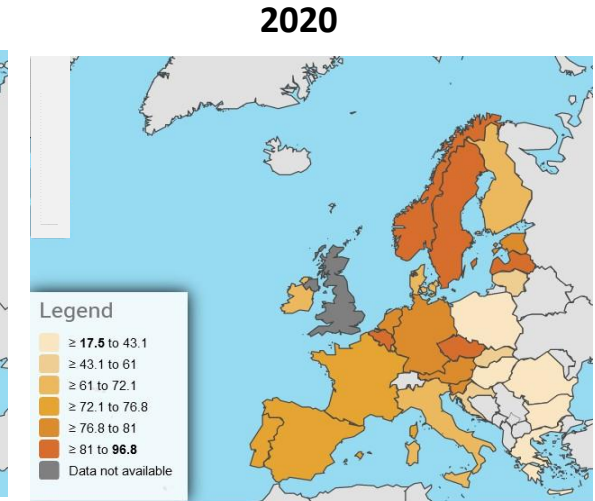 2020
Legend
≥ 17.5 to 43.1
≥ 43.1 to 61
≥ 61 to 72.1
≥ 72.1 to 76.8
≥ 76.8 to 81
≥ 81 to 96.8
Data not available